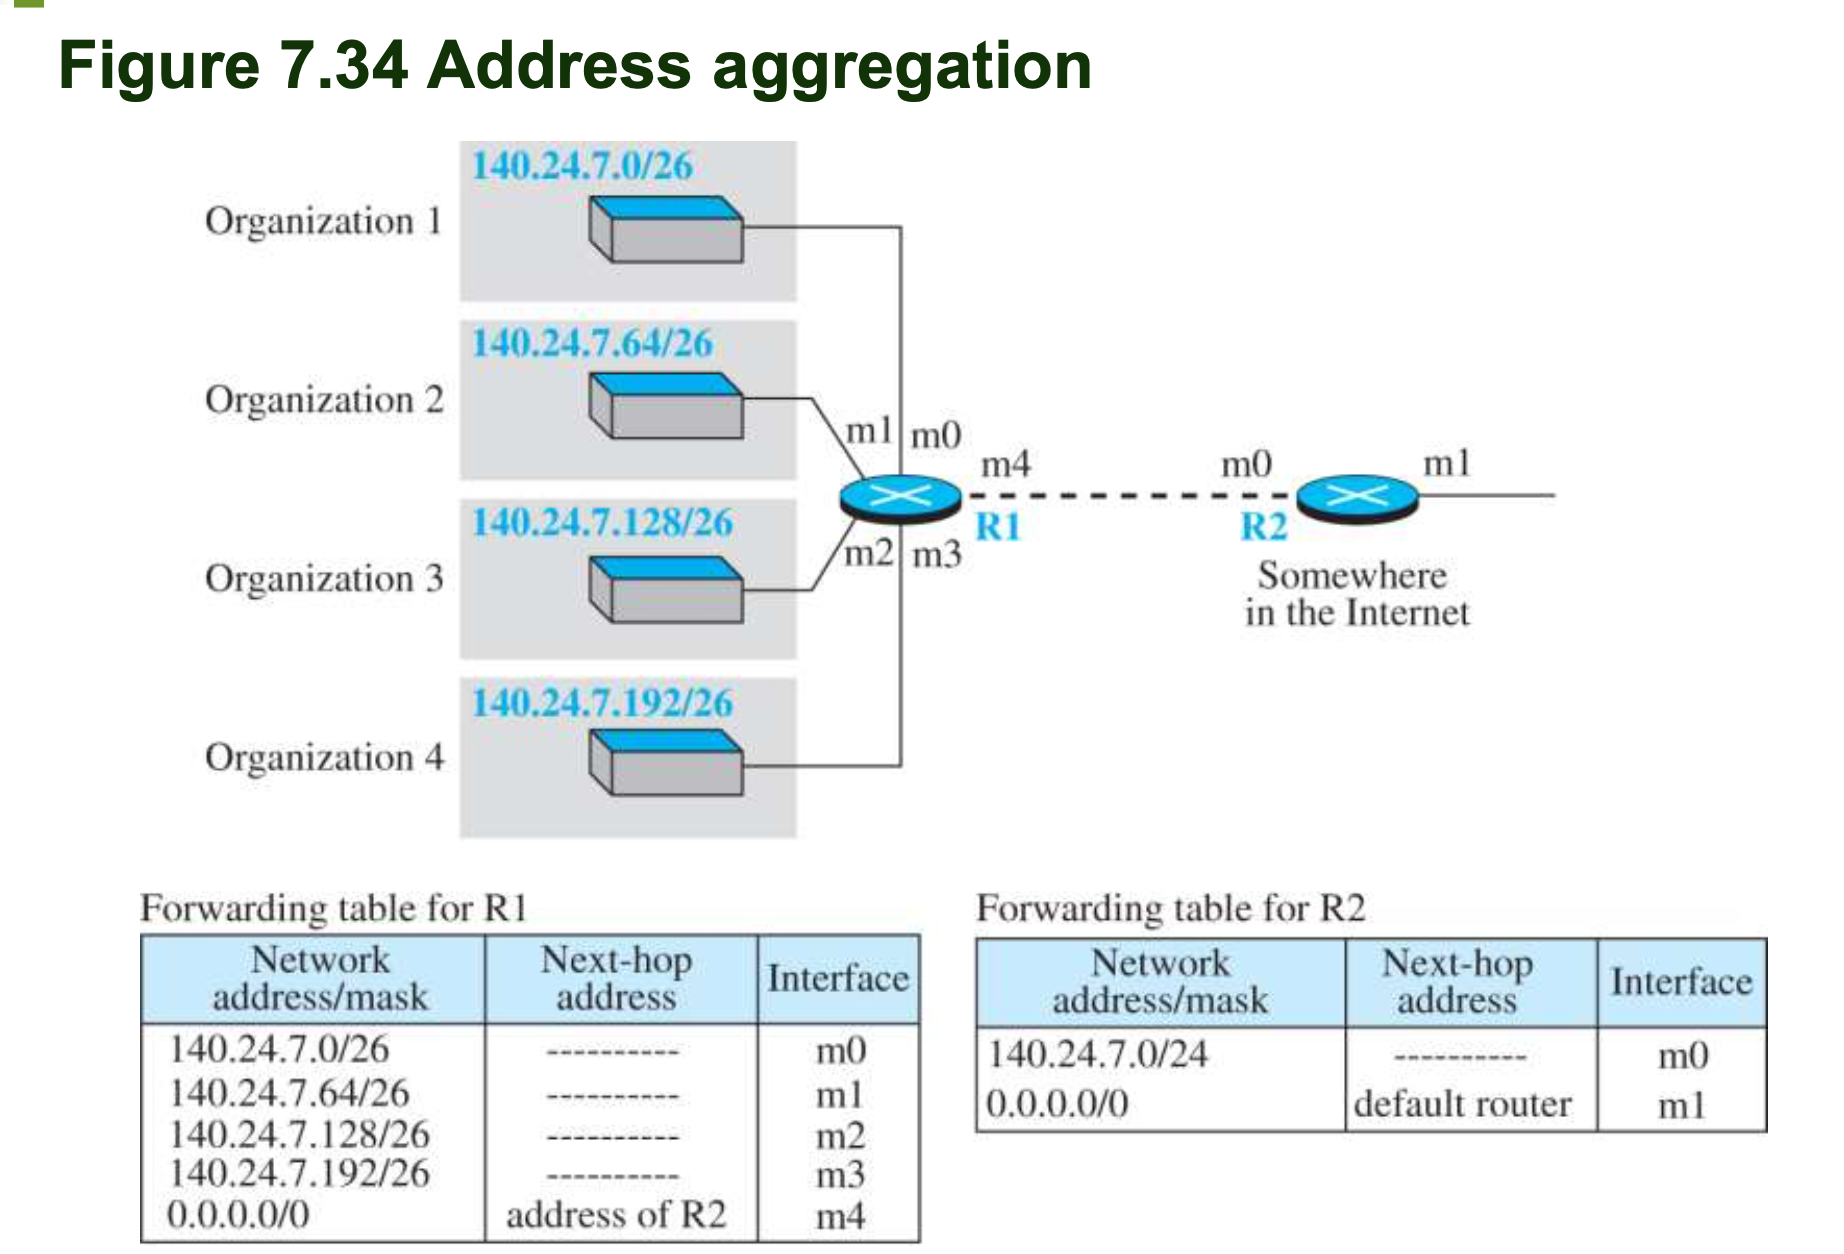 Figure 7.34 Address aggregation
140.24.7.0/26
Organization 1
140.24.7.64/26
Organization 2
m1 m0
m4
m0
m1
140.24.7.128/26
R1
R2
m2 m3
Organization 3
Somewhere
in the Internet
140.24.7.192/26
Organization 4
Forwarding table for R1
Network
address/mask
Next-hop
address
Interface
140.24.7.0/26 ---------- m0
140.24.7.64/26 ---------- m1
140.24.7.128/26 ---------- m2
140.24.7.192/26 ---------- m3
0.0.0.0/0 address of R2 m4
Forwarding table for R2
Network
address/mask
Next-hop
address
Interface
140.24.7.0/24 ---------- m0
0.0.0.0/0 default router m1